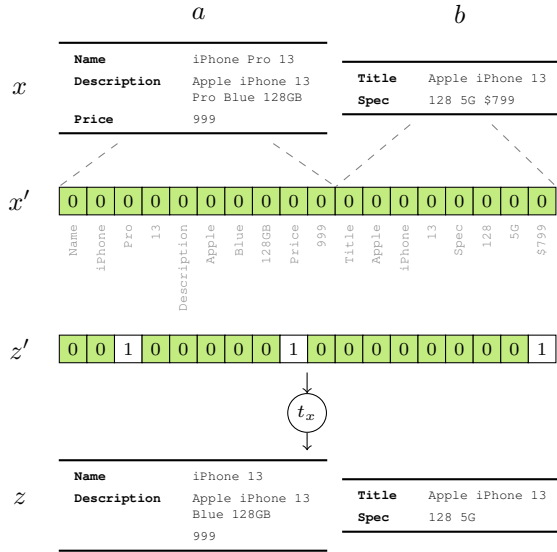 a b
x
Name iPhone Pro 13
Description Apple iPhone 13
Pro Blue 128GB
Price 999
Title Apple iPhone 13
Spec 128 5G $799
x′ 0 0 0 0 0 0 0 0 0 0 0 0 0 0 0 0 0 0
Name iPhone Pro 13 Description Apple Blue 128GB Price 999 Title Apple iPhone 13 Spec 128 5G $799
z′ 0 0 1 0 0 0 0 0 1 0 0 0 0 0 0 0 0 1
t_x
z
Name iPhone 13
Description Apple iPhone 13
Blue 128GB
999
Title Apple iPhone 13
Spec 128 5G